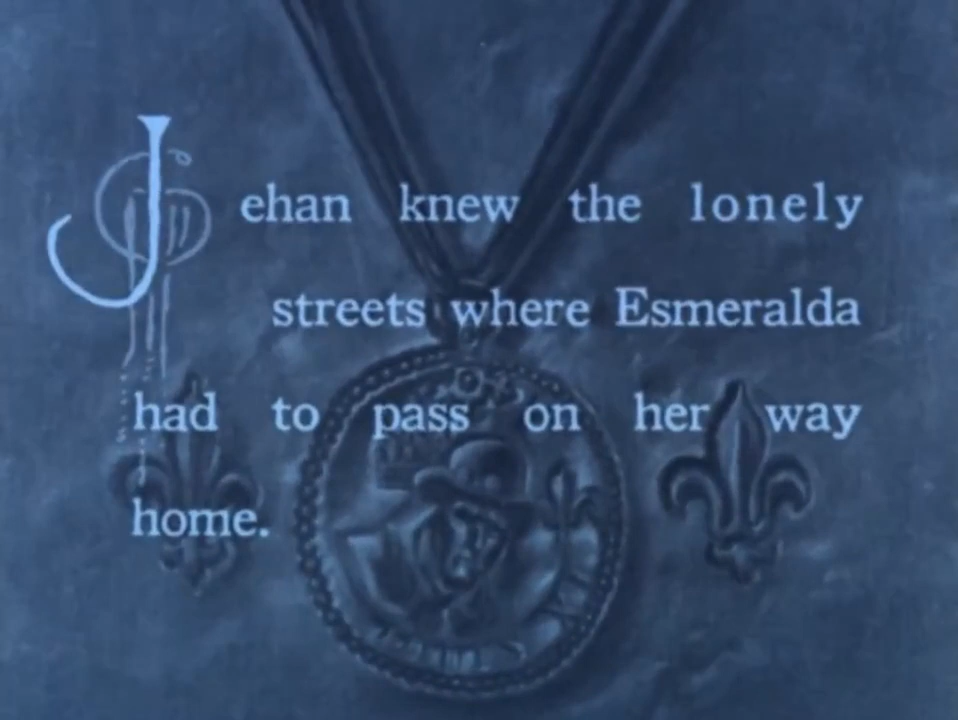 Jehan knew the lonely
streets where Esmeralda
had to pass on her way
home.